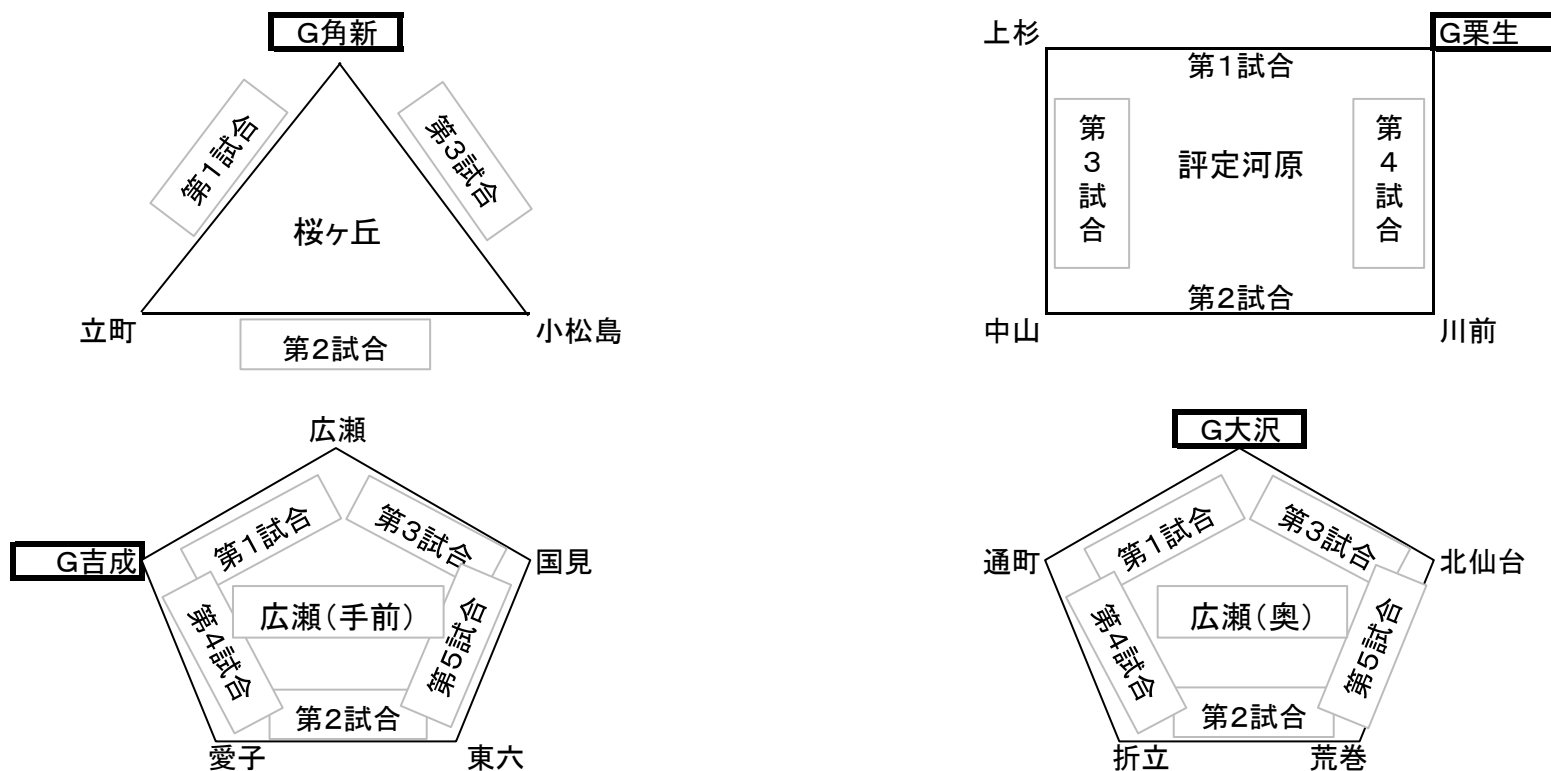 G角新
第1試合
第3試合
桜ヶ丘
立町
小松島
第2試合
上杉
G栗生
第1試合
第3試合
評定河原
第4試合
第2試合
中山
川前
広瀬
第1試合
第3試合
G吉成
国見
広瀬（手前）
第4試合
第5試合
第2試合
愛子
東六
G大沢
第1試合
第3試合
通町
北仙台
広瀬（奥）
第4試合
第5試合
第2試合
折立
荒巻